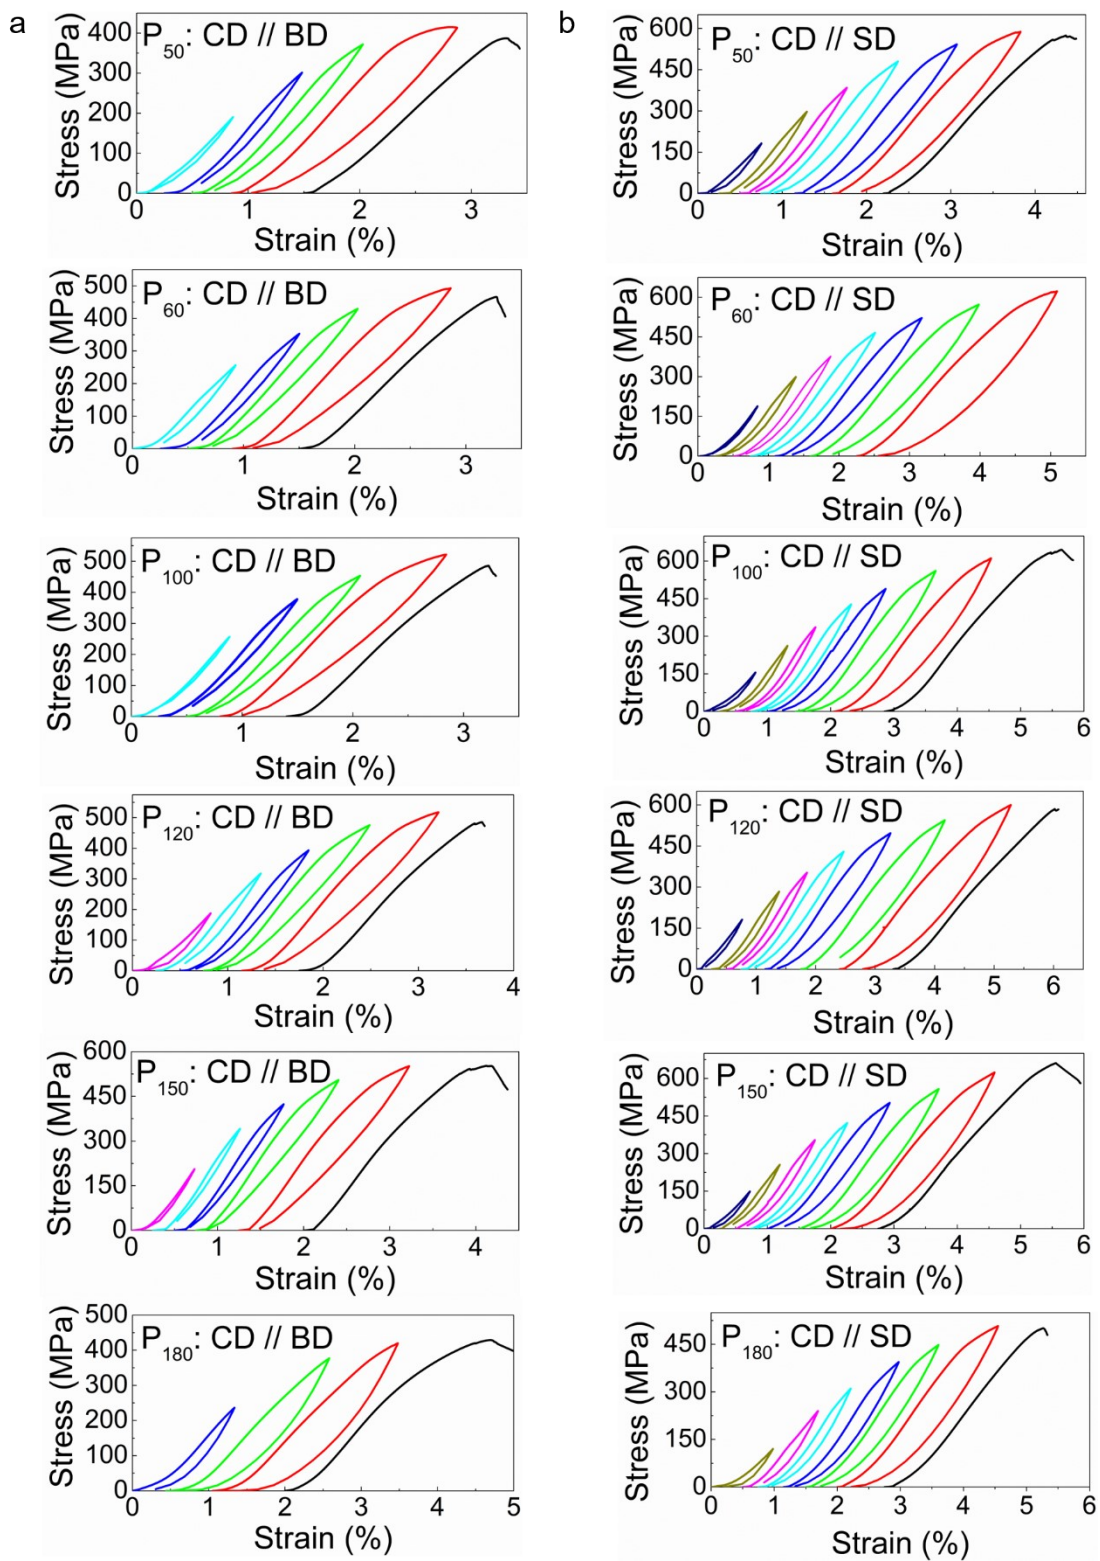 a
P50: CD // BD
Stress (MPa)
400
300
200
100
0
0 1 2 3
Strain (%)
P60: CD // BD
Stress (MPa)
500
400
300
200
100
0
0 1 2 3
Strain (%)
P100: CD // BD
Stress (MPa)
500
400
300
200
100
0
0 1 2 3
Strain (%)
P120: CD // BD
Stress (MPa)
500
400
300
200
100
0
0 1 2 3 4
Strain (%)
P150: CD // BD
Stress (MPa)
600
450
300
150
0
0 1 2 3 4
Strain (%)
P180: CD // BD
Stress (MPa)
500
400
300
200
100
0
0 1 2 3 4 5
Strain (%)
b
P50: CD // SD
Stress (MPa)
600
450
300
150
0
0 1 2 3 4
Strain (%)
P60: CD // SD
Stress (MPa)
600
450
300
150
0
0 1 2 3 4 5
Strain (%)
P100: CD // SD
Stress (MPa)
600
450
300
150
0
0 1 2 3 4 5 6
Strain (%)
P120: CD // SD
Stress (MPa)
600
450
300
150
0
0 1 2 3 4 5 6
Strain (%)
P150: CD // SD
Stress (MPa)
600
450
300
150
0
0 1 2 3 4 5 6
Strain (%)
P180: CD // SD
Stress (MPa)
450
300
150
0
0 1 2 3 4 5 6
Strain (%)